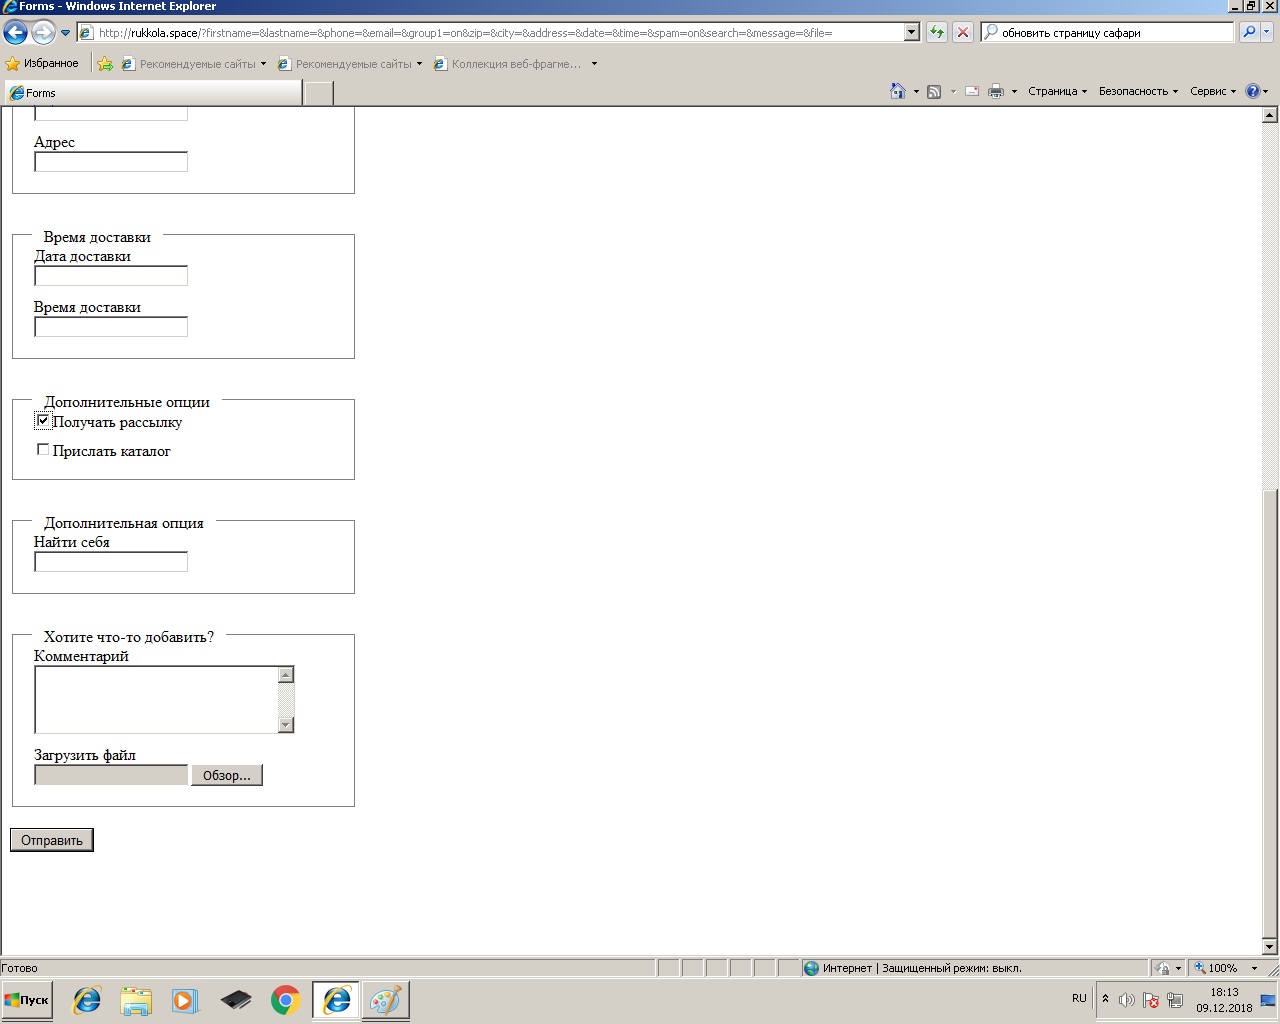 Forms - Windows Internet Explorer
http://rukkola.space/?firstname=&lastname=&phone=&email=&group1=on&zip=&city=&address=&date=&time=&spam=on&search=&message=&file=
обновить страницу сафари
Избранное
Рекомендуемые сайты
Рекомендуемые сайты
Коллекция веб-фрагме...
Forms
Страница
Безопасность
Сервис
Адрес
Время доставки
Дата доставки
Время доставки
Дополнительные опции
Получать рассылку
Прислать каталог
Дополнительная опция
Найти себя
Хотите что-то добавить?
Комментарий
Загрузить файл
Обзор...
Отправить
Готово
Интернет | Защищенный режим: выкл.
100%
Пуск
RU
18:13
09.12.2018